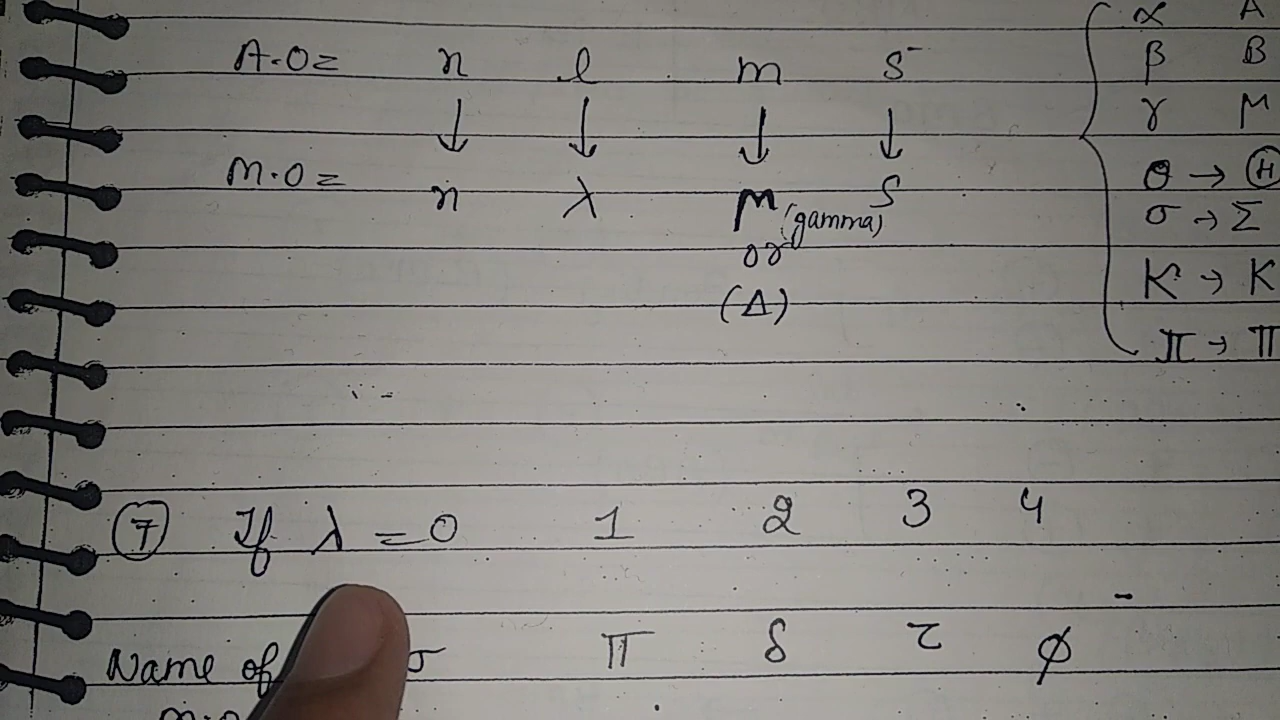 A.O = n l m s
↓ ↓ ↓ ↓
M.O = n λ M (gamma) s
or
(Δ)
α A
β B
γ M
θ → Ⓗ
σ → Σ
K → K
π → π
⑦ If λ = 0 1 2 3 4
Name of σ π δ τ ϕ
M.O